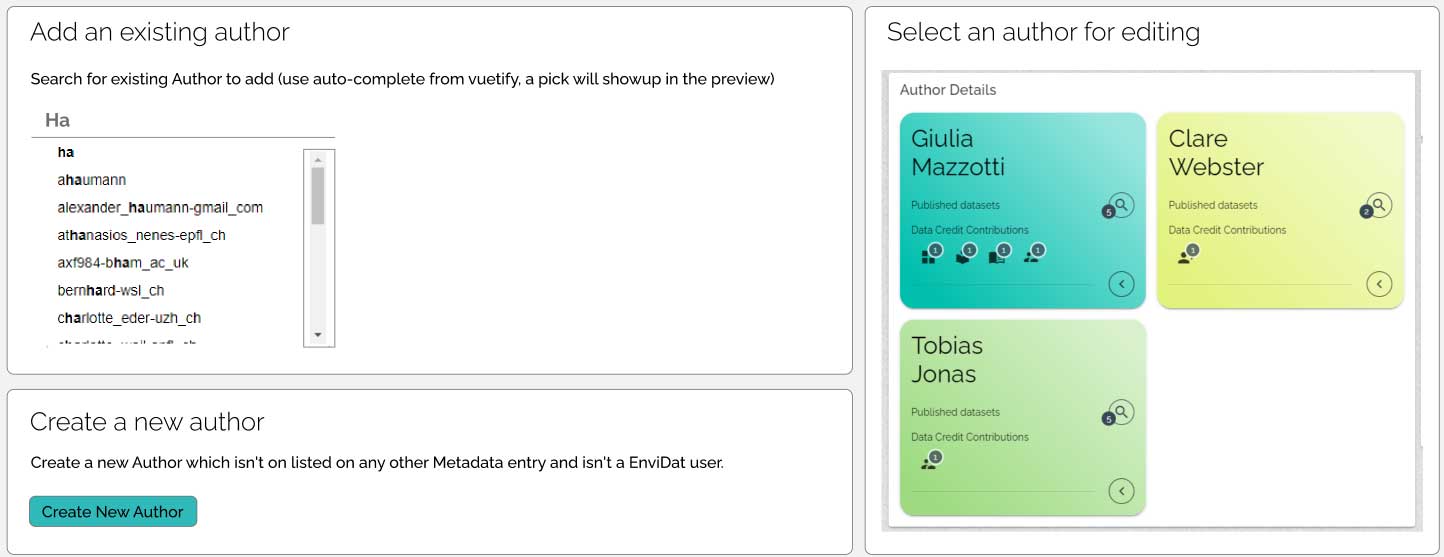 Add an existing author
Search for existing Author to add (use auto-complete from vuetify, a pick will showup in the preview)
Ha
ha
ahaumann
alexander_haumann-gmail_com
athanasios_nenes-epfl_ch
axf984-bham_ac_uk
bernhard-wsl_ch
charlotte_eder-uzh_ch
Create a new author
Create a new Author which isn't on listed on any other Metadata entry and isn't a EnviDat user.
Create New Author
Select an author for editing
Author Details
Giulia
Mazzotti
Published datasets
5
Data Credit Contributions
1 1 1 1
Clare
Webster
Published datasets
2
Data Credit Contributions
1
Tobias
Jonas
Published datasets
5
Data Credit Contributions
1